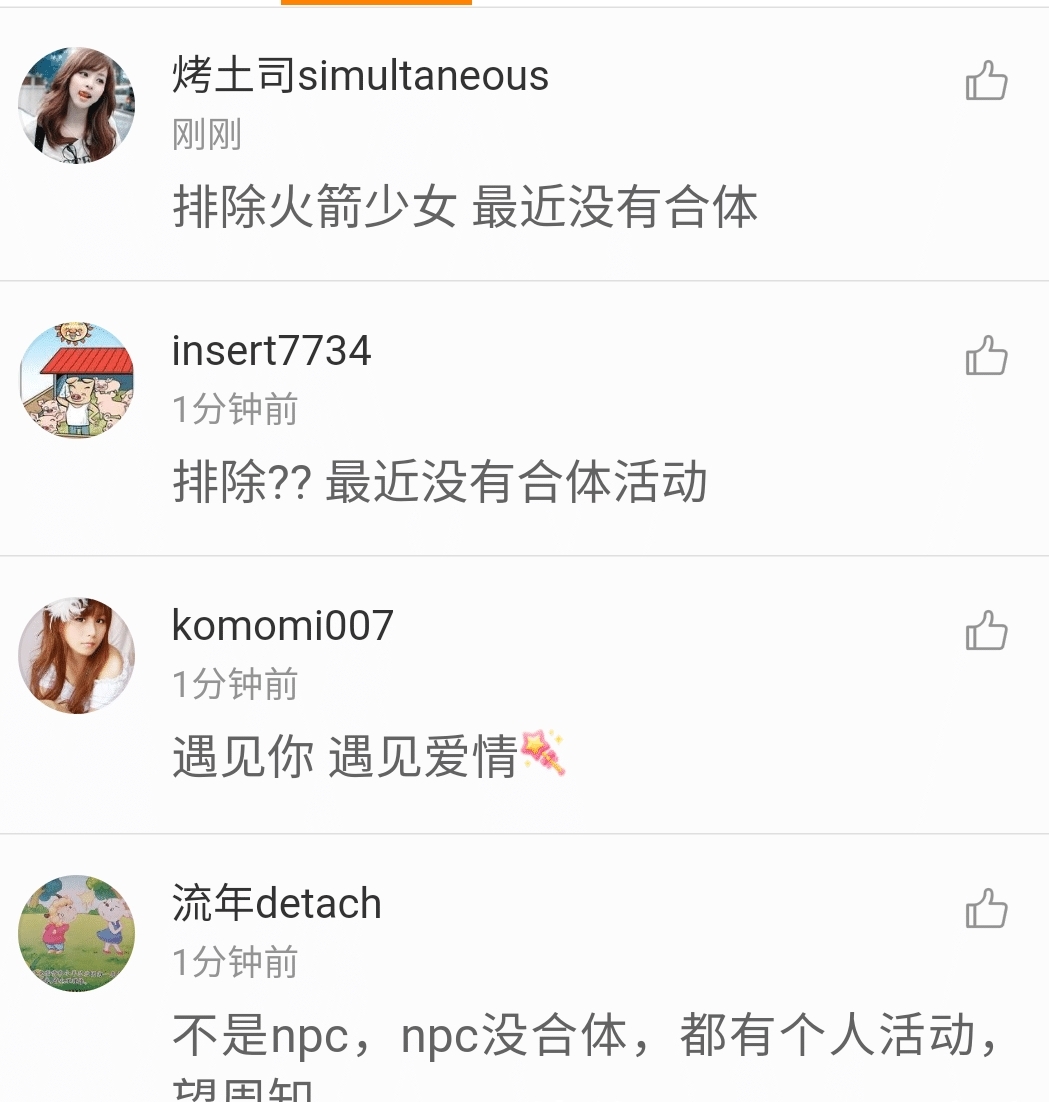 烤土司simultaneous
刚刚
排除火箭少女 最近没有合体
insert7734
1分钟前
排除?? 最近没有合体活动
komomi007
1分钟前
遇见你 遇见爱情
流年detach
1分钟前
不是npc，npc没合体，都有个人活动，
望周知